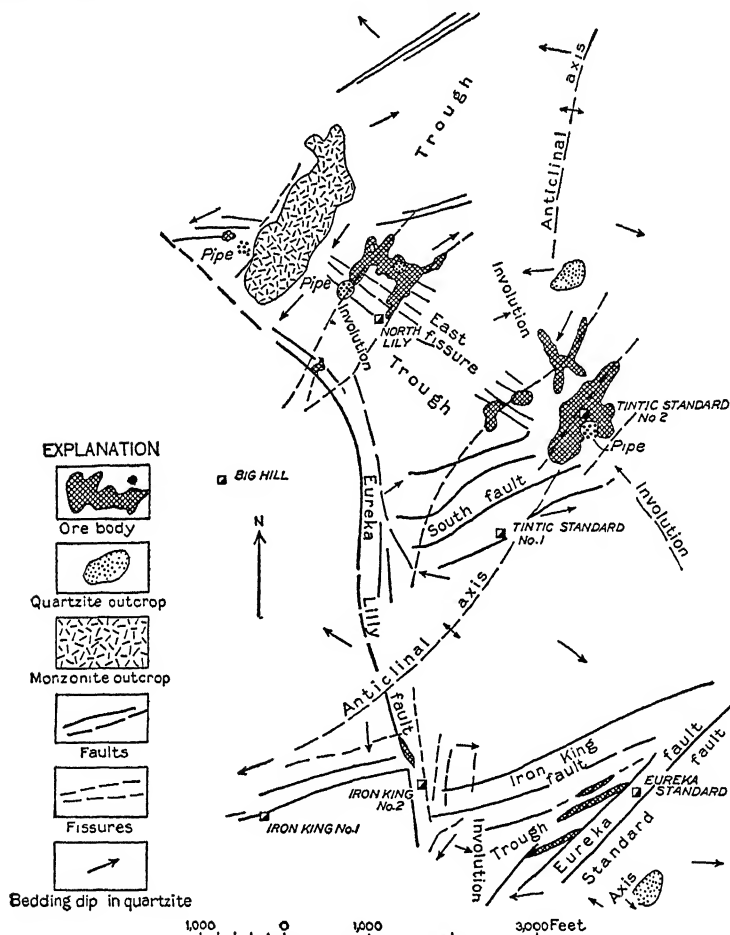 Trough
Anticlinal axis
Pipe
Pipe
Involution
NORTH
LILY
East
fissure
Trough
Involution
TINTIC STANDARD
No 2
Pipe
Involution
EXPLANATION
Ore body
Quartzite outcrop
Monzonite outcrop
Faults
Fissures
Bedding dip in quartzite
BIG HILL
N
Eureka
Lilly
fault
South fault
TINTIC STANDARD
No.1
Anticlinal axis
Iron King
fault
IRON KING
No.2
IRON KING No.1
Involution
Trough
Eureka fault
Standard fault
EUREKA
STANDARD
Axis
1,000 0 1,000 3,000 Feet